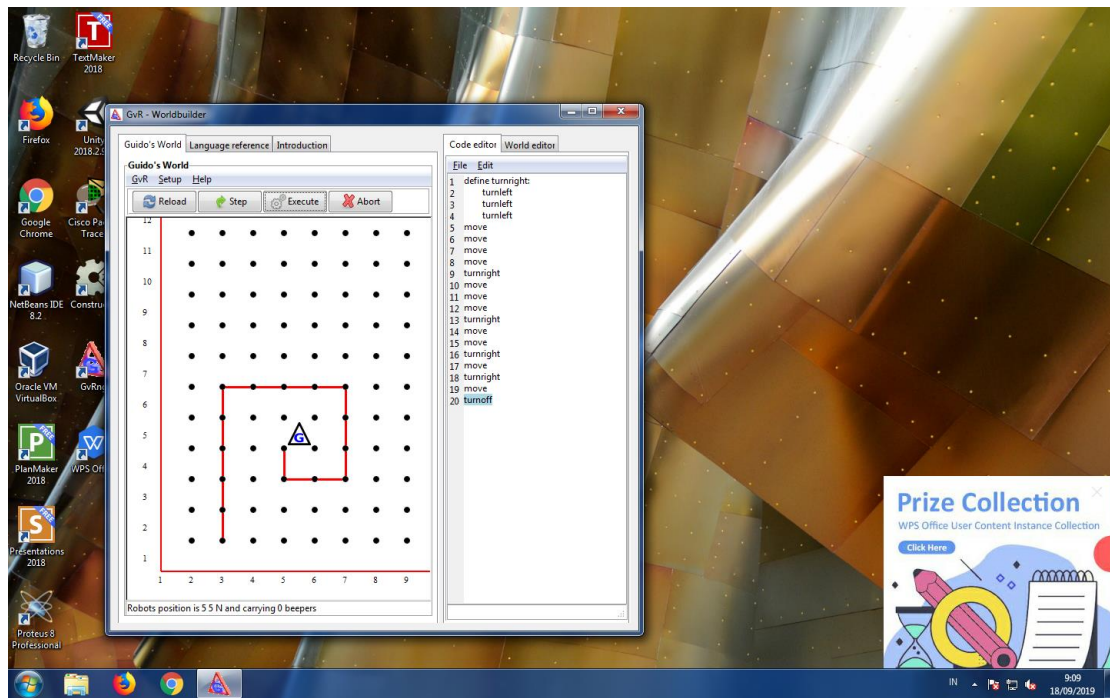 Recycle Bin
TextMaker
2018
Firefox
Unity
2018.2.
Google
Chrome
Cisco Pa
Trace
NetBeans IDE
8.2
Constru
Oracle VM
VirtualBox
GvRn
PlanMaker
2018
WPS Off
Presentations
2018
Proteus 8
Professional
GvR - Worldbuilder
Guido's World
Language reference
Introduction
Guido's World
GvR
Setup
Help
Reload
Step
Execute
Abort
12
11
10
9
8
7
6
5
4
3
2
1
G
1 2 3 4 5 6 7 8 9
Robots position is 5 5 N and carrying 0 beepers
Code editor
World editor
File
Edit
1 define turnright:
2 turnleft
3 turnleft
4 turnleft
5 move
6 move
7 move
8 move
9 turnright
10 move
11 move
12 move
13 turnright
14 move
15 move
16 turnright
17 move
18 turnright
19 move
20 turnoff
Prize Collection
WPS Office User Content Instance Collection
Click Here
IN
9:09
18/09/2019